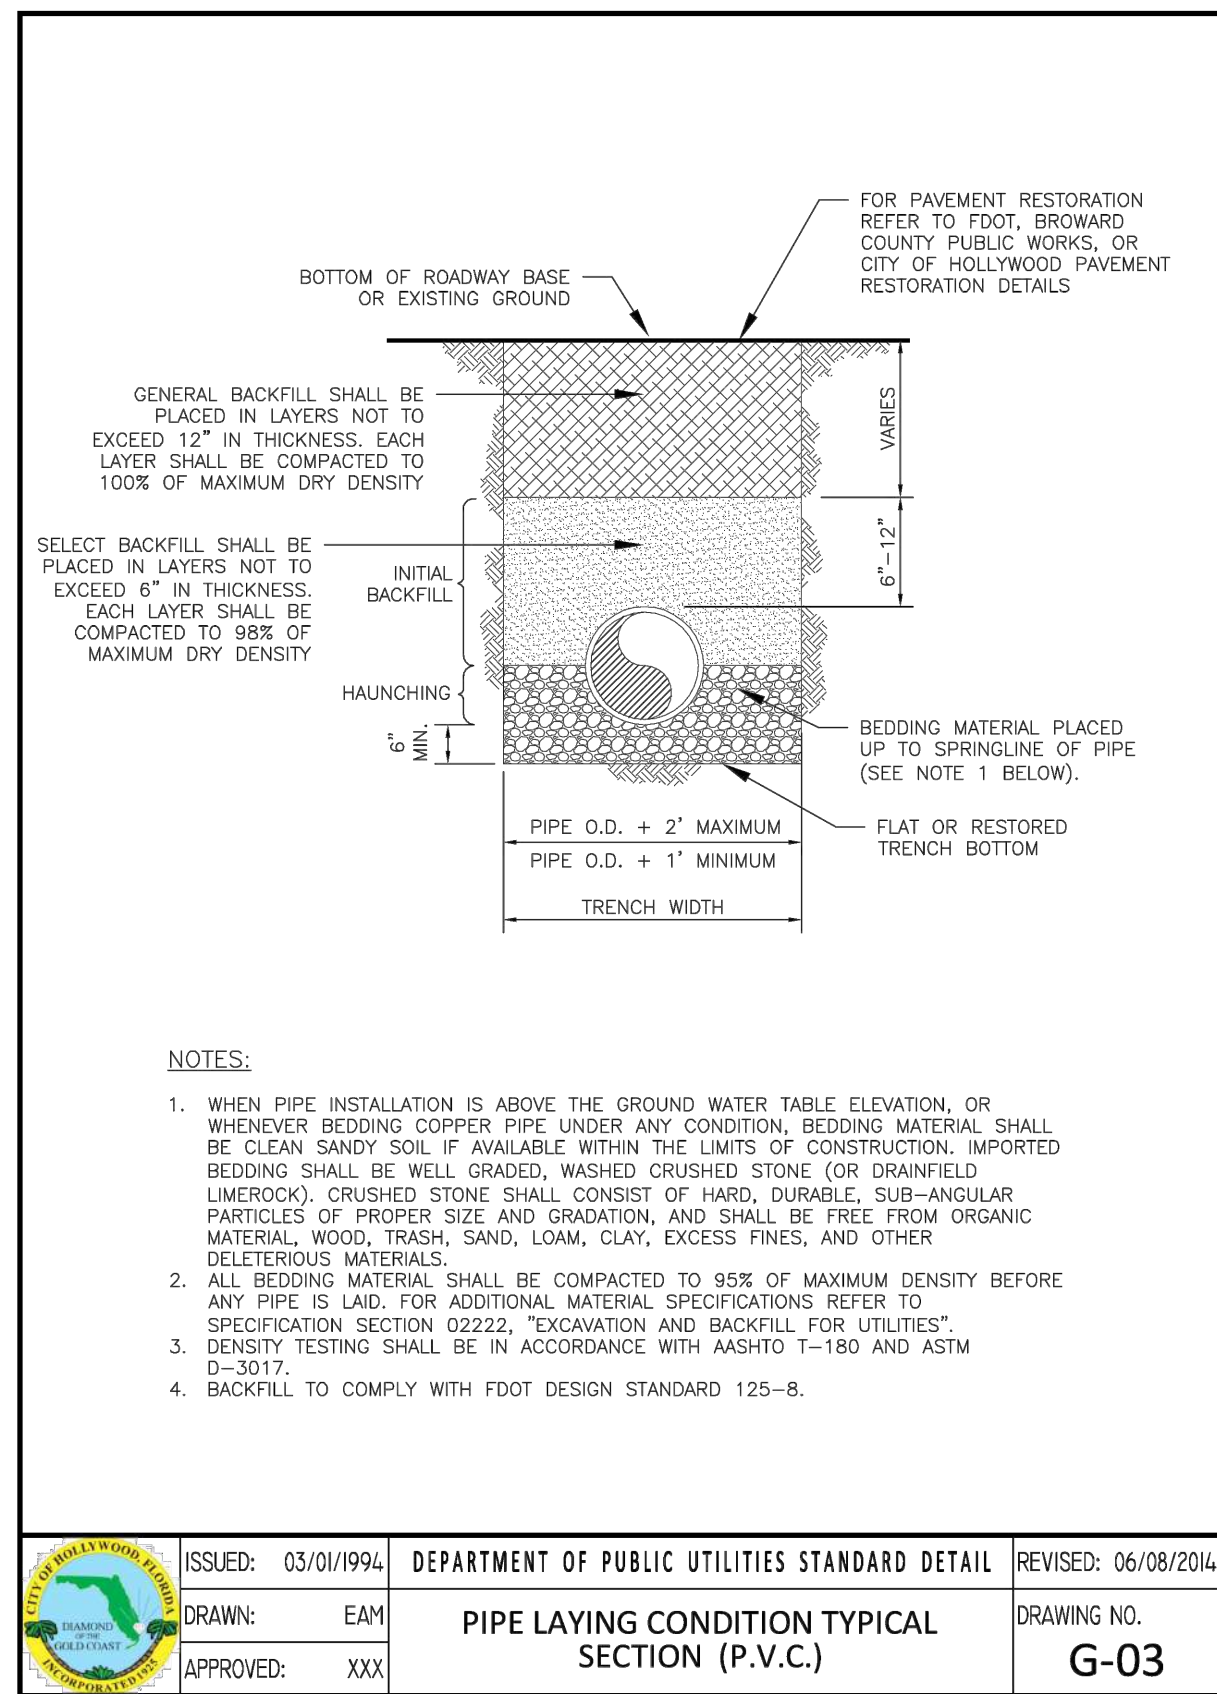 FOR PAVEMENT RESTORATION
REFER TO FDOT, BROWARD
COUNTY PUBLIC WORKS, OR
CITY OF HOLLYWOOD PAVEMENT
RESTORATION DETAILS
BOTTOM OF ROADWAY BASE
OR EXISTING GROUND
GENERAL BACKFILL SHALL BE
PLACED IN LAYERS NOT TO
EXCEED 12" IN THICKNESS. EACH
LAYER SHALL BE COMPACTED TO
100% OF MAXIMUM DRY DENSITY
VARIES
SELECT BACKFILL SHALL BE
PLACED IN LAYERS NOT TO
EXCEED 6" IN THICKNESS.
EACH LAYER SHALL BE
COMPACTED TO 98% OF
MAXIMUM DRY DENSITY
INITIAL
BACKFILL
6"-12"
HAUNCHING
6"
MIN.
BEDDING MATERIAL PLACED
UP TO SPRINGLINE OF PIPE
(SEE NOTE 1 BELOW).
FLAT OR RESTORED
TRENCH BOTTOM
PIPE O.D. + 2' MAXIMUM
PIPE O.D. + 1' MINIMUM
TRENCH WIDTH
NOTES:
1. WHEN PIPE INSTALLATION IS ABOVE THE GROUND WATER TABLE ELEVATION, OR
WHENEVER BEDDING COPPER PIPE UNDER ANY CONDITION, BEDDING MATERIAL SHALL
BE CLEAN SANDY SOIL IF AVAILABLE WITHIN THE LIMITS OF CONSTRUCTION. IMPORTED
BEDDING SHALL BE WELL GRADED, WASHED CRUSHED STONE (OR DRAINFIELD
LIMEROCK). CRUSHED STONE SHALL CONSIST OF HARD, DURABLE, SUB-ANGULAR
PARTICLES OF PROPER SIZE AND GRADATION, AND SHALL BE FREE FROM ORGANIC
MATERIAL, WOOD, TRASH, SAND, LOAM, CLAY, EXCESS FINES, AND OTHER
DELETERIOUS MATERIALS.
2. ALL BEDDING MATERIAL SHALL BE COMPACTED TO 95% OF MAXIMUM DENSITY BEFORE
ANY PIPE IS LAID. FOR ADDITIONAL MATERIAL SPECIFICATIONS REFER TO
SPECIFICATION SECTION 02222, "EXCAVATION AND BACKFILL FOR UTILITIES".
3. DENSITY TESTING SHALL BE IN ACCORDANCE WITH AASHTO T-180 AND ASTM
D-3017.
4. BACKFILL TO COMPLY WITH FDOT DESIGN STANDARD 125-8.
CITY OF HOLLYWOOD, FLORIDA
DIAMOND
OF THE
GOLD COAST
INCORPORATED 1925
ISSUED: 03/01/1994
DRAWN: EAM
APPROVED: XXX
DEPARTMENT OF PUBLIC UTILITIES STANDARD DETAIL
PIPE LAYING CONDITION TYPICAL
SECTION (P.V.C.)
REVISED: 06/08/2014
DRAWING NO.
G-03